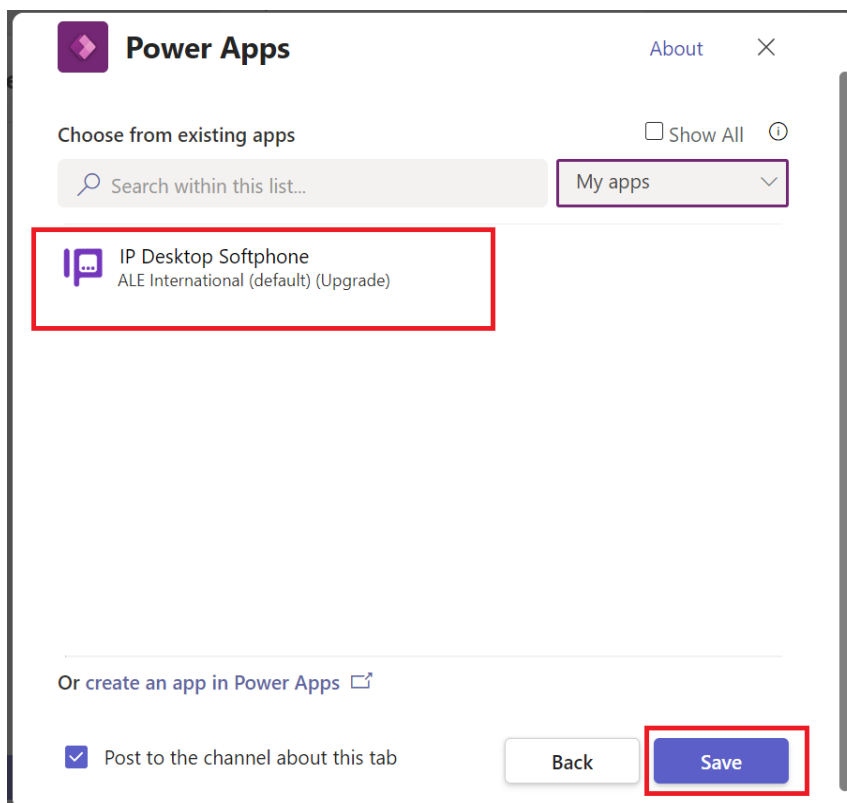 Power Apps
About
Choose from existing apps
Show All
Search within this list...
My apps
IP Desktop Softphone
ALE International (default) (Upgrade)
Or create an app in Power Apps
Post to the channel about this tab
Back
Save